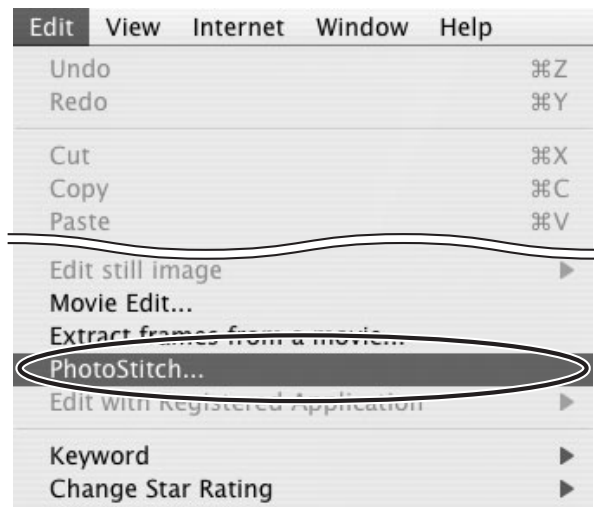 Edit View Internet Window Help
Undo ⌘Z
Redo ⌘Y
Cut ⌘X
Copy ⌘C
Paste ⌘V
Edit still image
Movie Edit...
Extract frames from a movie...
PhotoStitch...
Edit with Registered Application
Keyword
Change Star Rating